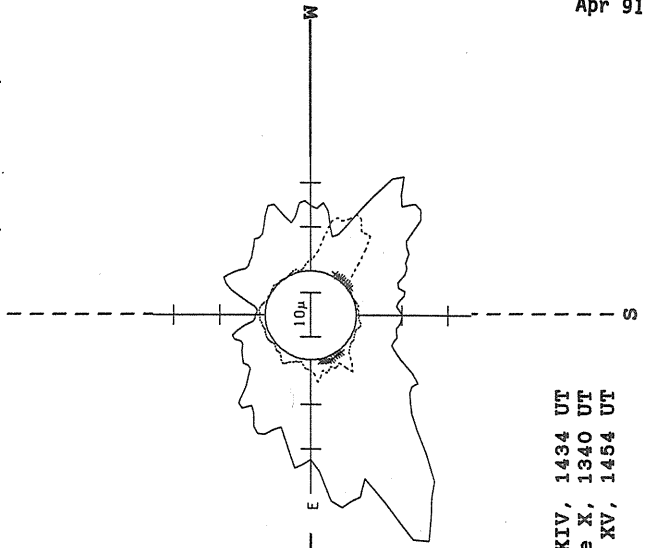 Apr 91
W
10μ
E
S
XIV, 1434 UT
e X, 1340 UT
XV, 1454 UT